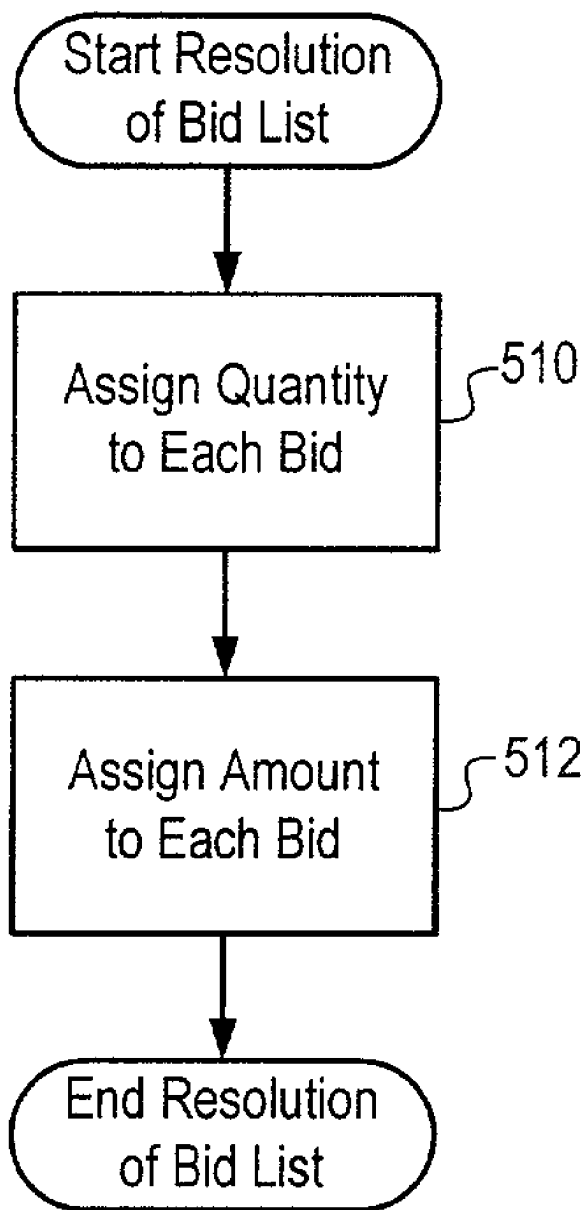 Start Resolution
of Bid List
Assign Quantity
to Each Bid
510
Assign Amount
to Each Bid
512
End Resolution
of Bid List